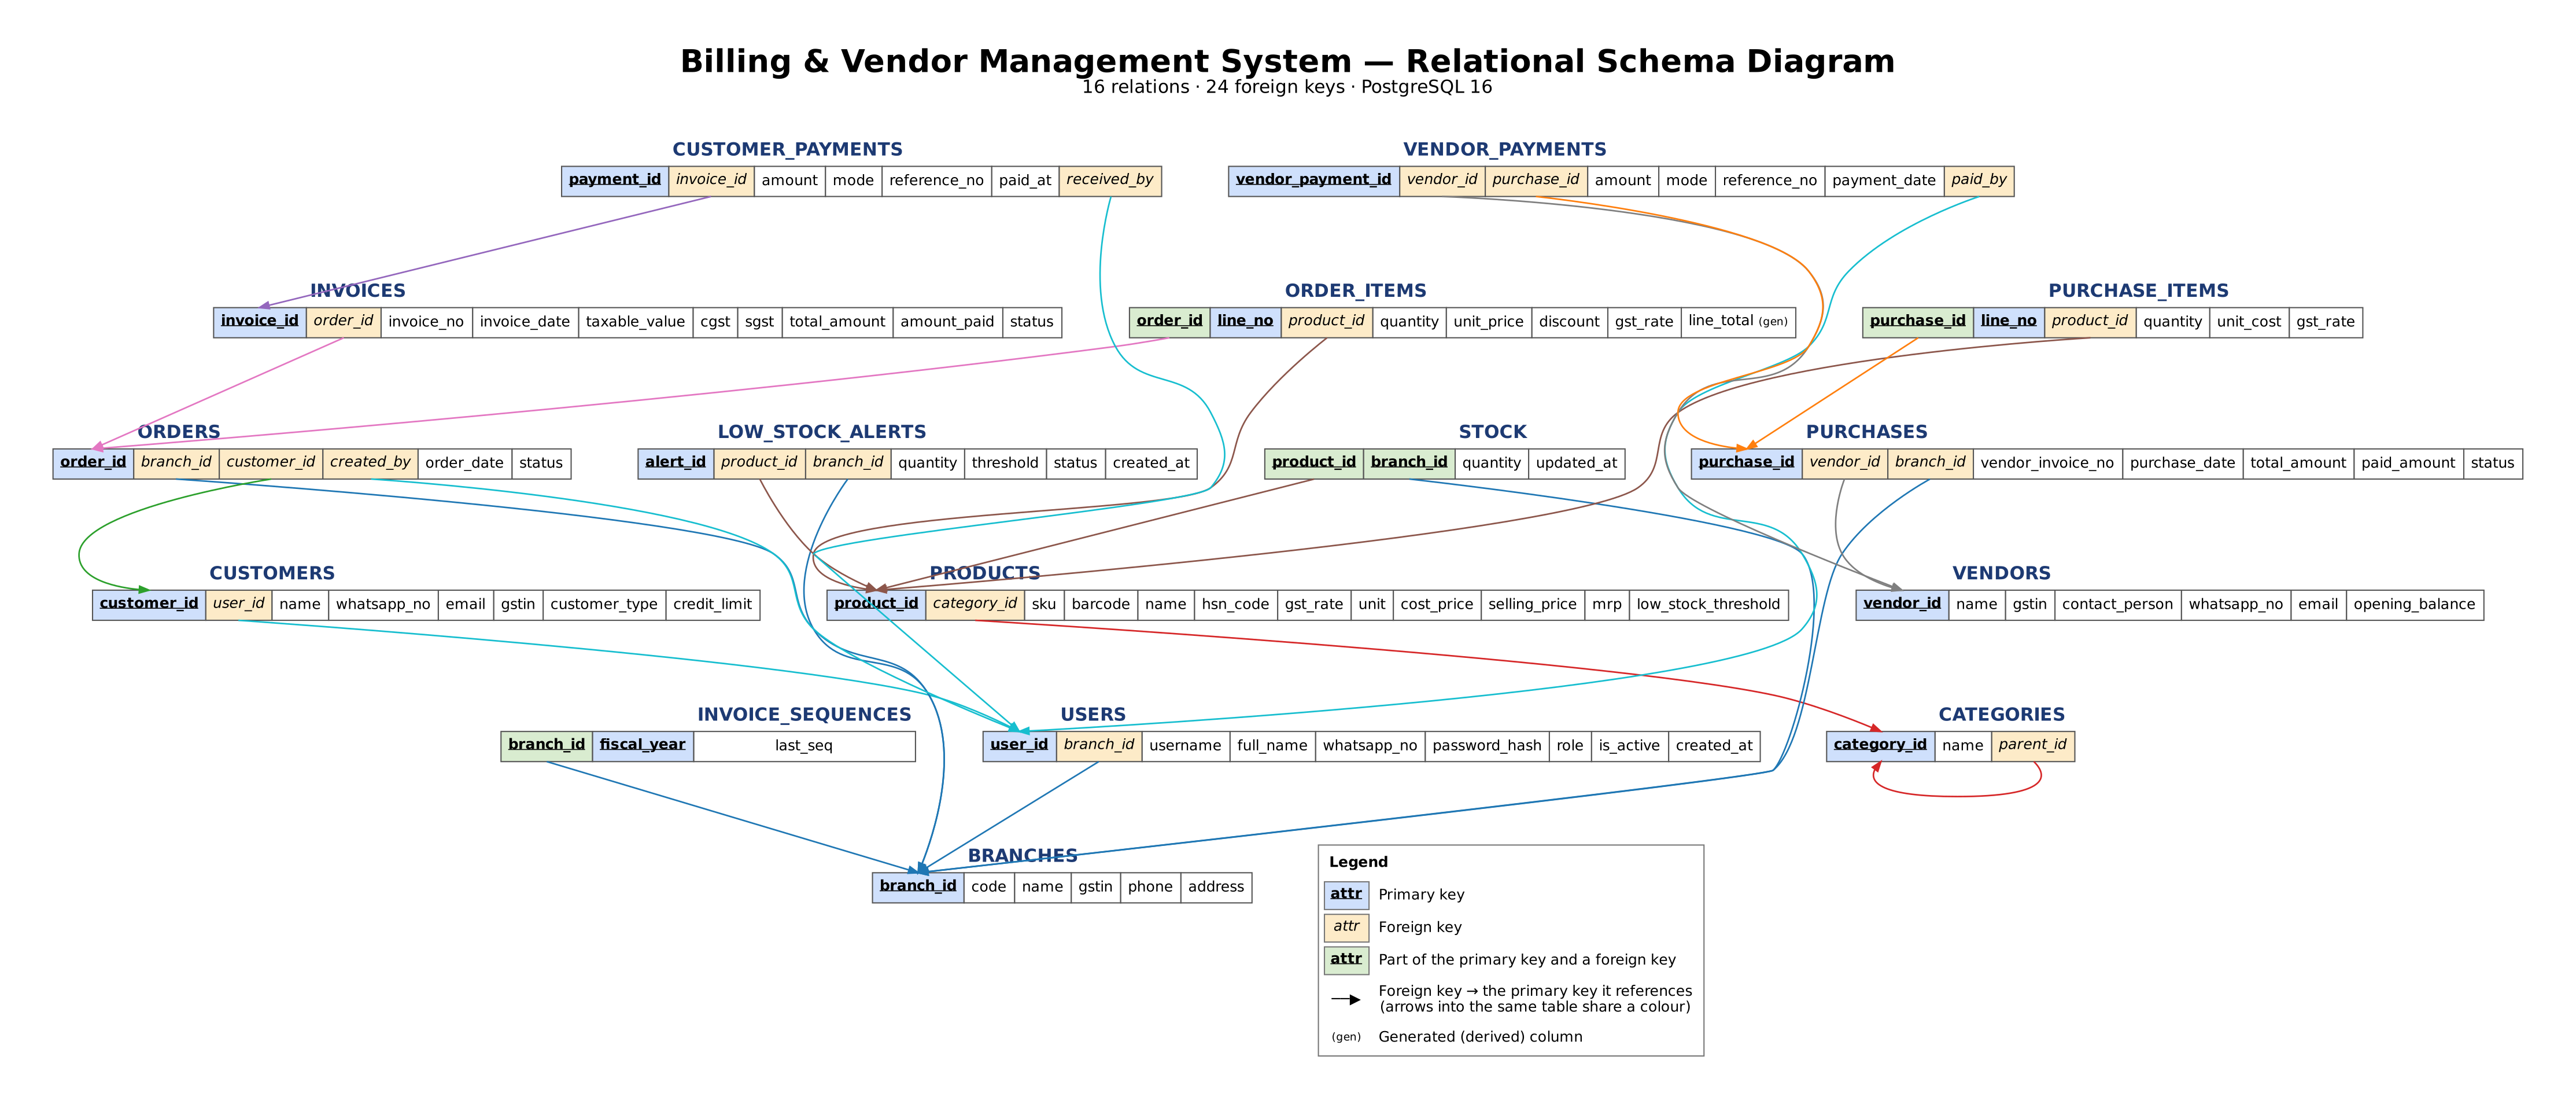 Billing & Vendor Management System — Relational Schema Diagram
16 relations · 24 foreign keys · PostgreSQL 16
CUSTOMER_PAYMENTS
payment_id invoice_id amount mode reference_no paid_at received_by
VENDOR_PAYMENTS
vendor_payment_id vendor_id purchase_id amount mode reference_no payment_date paid_by
INVOICES
invoice_id order_id invoice_no invoice_date taxable_value cgst sgst total_amount amount_paid status
ORDER_ITEMS
order_id line_no product_id quantity unit_price discount gst_rate line_total (gen)
PURCHASE_ITEMS
purchase_id line_no product_id quantity unit_cost gst_rate
ORDERS
order_id branch_id customer_id created_by order_date status
LOW_STOCK_ALERTS
alert_id product_id branch_id quantity threshold status created_at
STOCK
product_id branch_id quantity updated_at
PURCHASES
purchase_id vendor_id branch_id vendor_invoice_no purchase_date total_amount paid_amount status
CUSTOMERS
customer_id user_id name whatsapp_no email gstin customer_type credit_limit
PRODUCTS
product_id category_id sku barcode name hsn_code gst_rate unit cost_price selling_price mrp low_stock_threshold
VENDORS
vendor_id name gstin contact_person whatsapp_no email opening_balance
INVOICE_SEQUENCES
branch_id fiscal_year last_seq
USERS
user_id branch_id username full_name whatsapp_no password_hash role is_active created_at
CATEGORIES
category_id name parent_id
BRANCHES
branch_id code name gstin phone address
Legend
attr Primary key
attr Foreign key
attr Part of the primary key and a foreign key
Foreign key → the primary key it references
(arrows into the same table share a colour)
(gen) Generated (derived) column